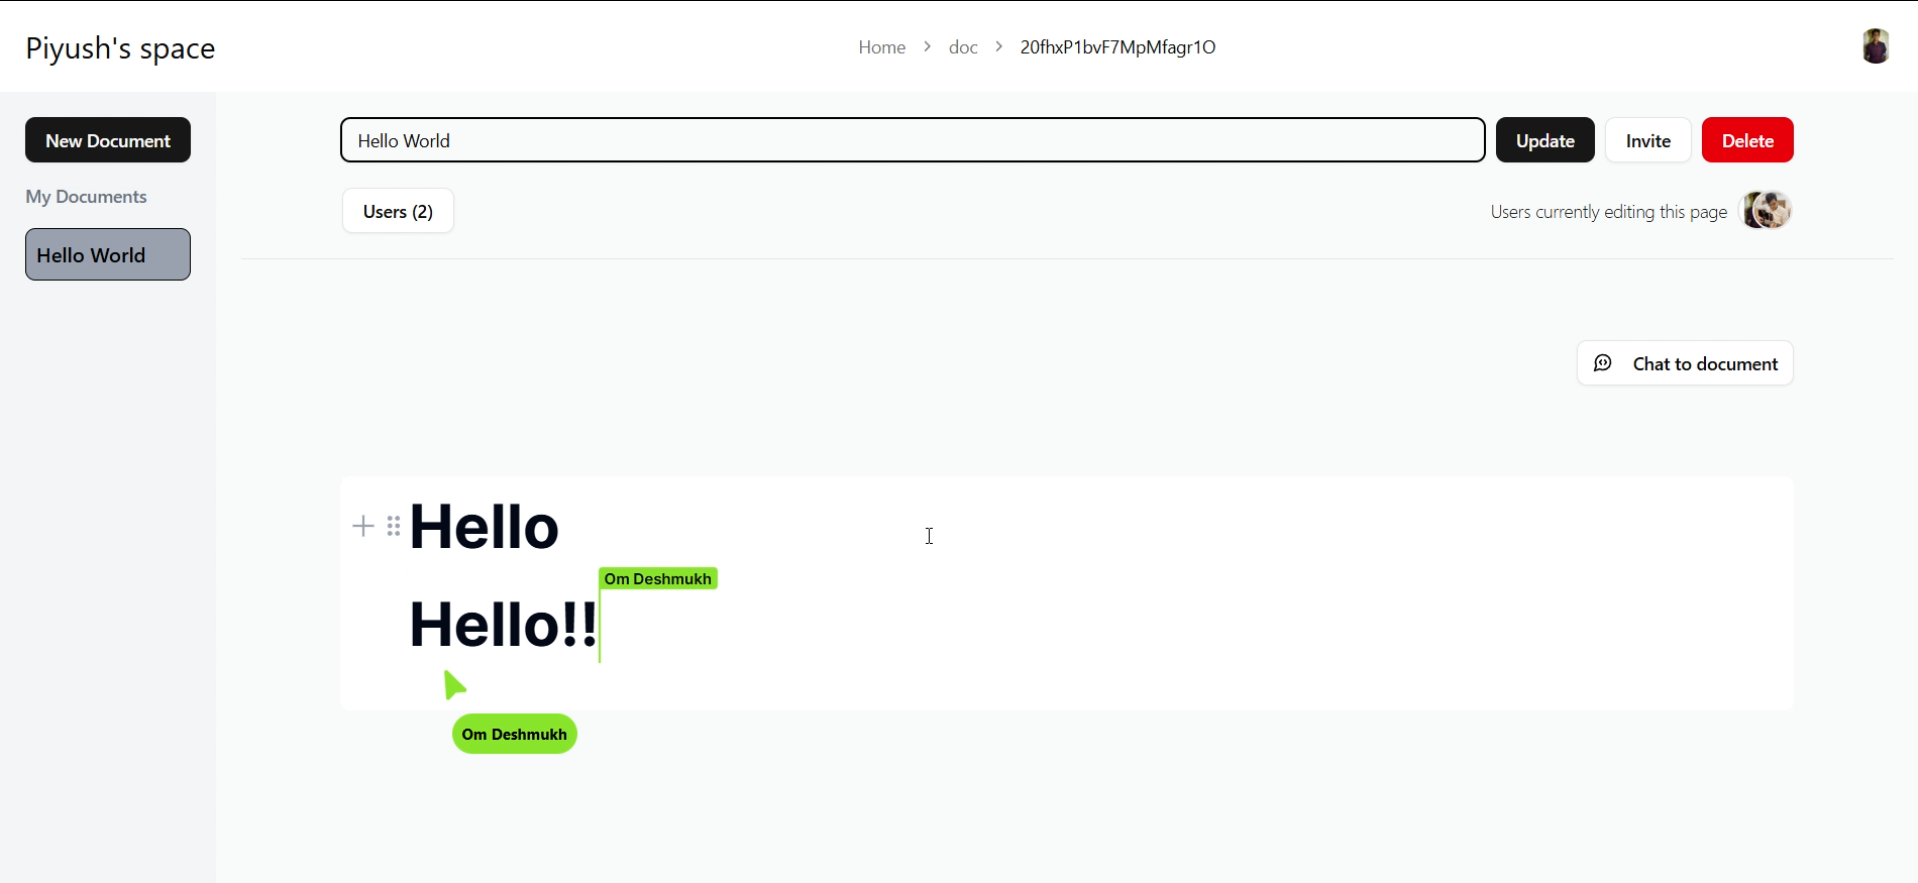 Piyush's space
Home > doc > 20fhxP1bvF7MpMfagr1O
New Document
Hello World
Update
Invite
Delete
My Documents
Users (2)
Users currently editing this page
Hello World
Chat to document
Hello
Om Deshmukh
Hello!!
Om Deshmukh